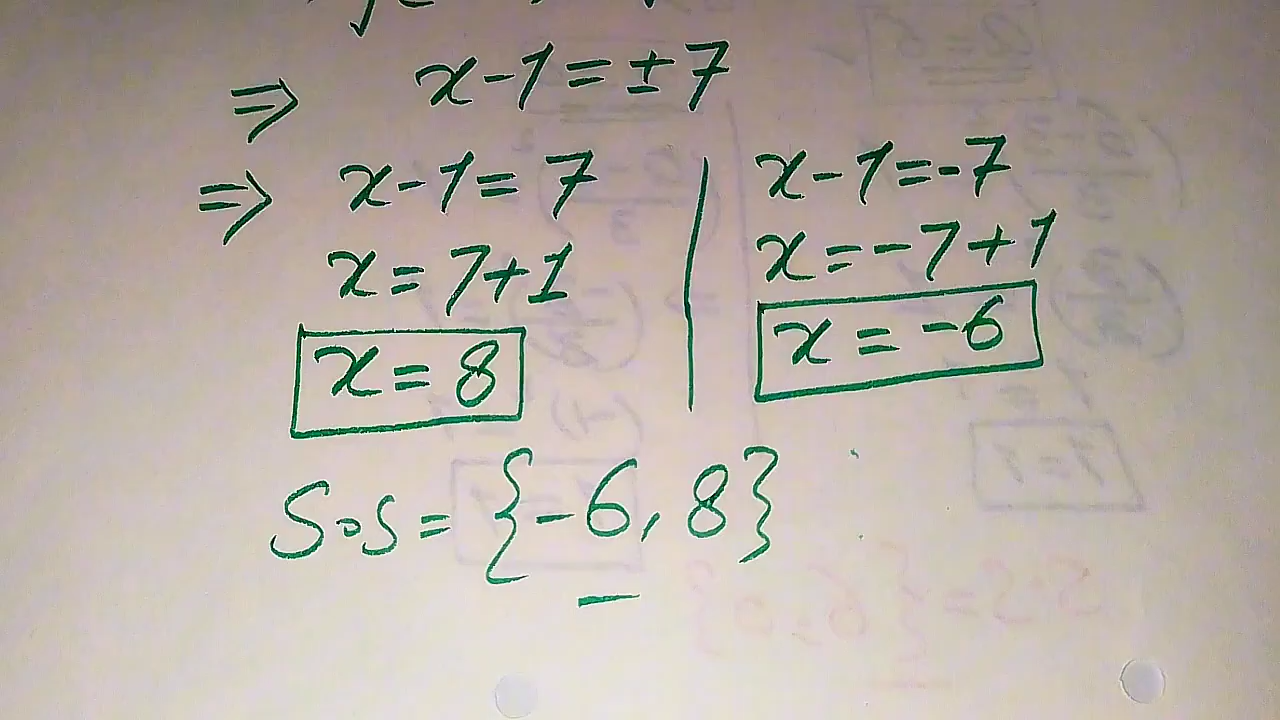 ⇒ x-1=±7
⇒ x-1=7 | x-1=-7
x=7+1 | x=-7+1
x=8 | x=-6
S.S={-6,8}